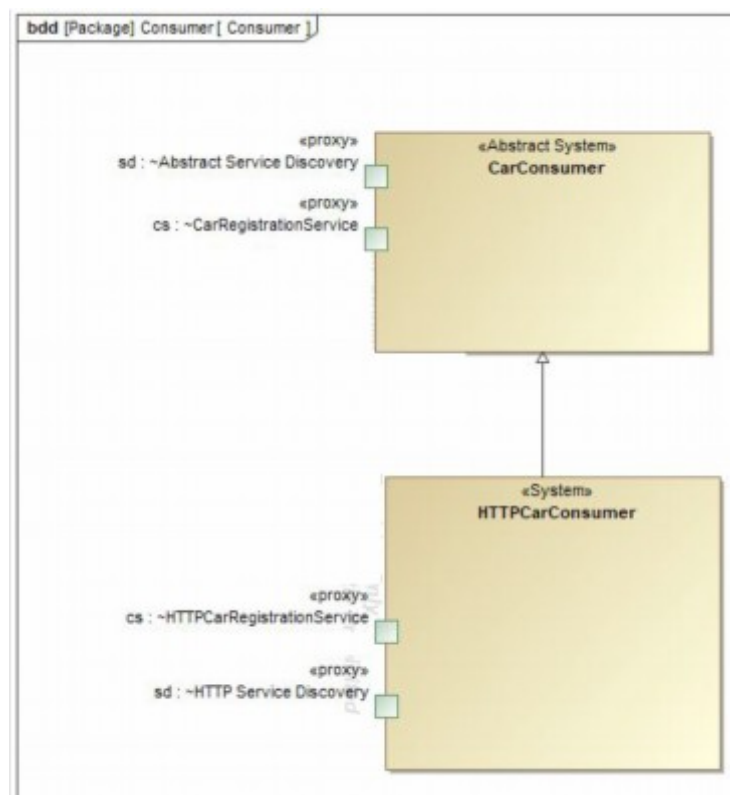 bdd [Package] Consumer [ Consumer ]
«proxy»
sd : ~Abstract Service Discovery
«proxy»
cs : ~CarRegistrationService
«Abstract System»
CarConsumer
«System»
HTTPCarConsumer
«proxy»
cs : ~HTTPCarRegistrationService
«proxy»
sd : ~HTTP Service Discovery